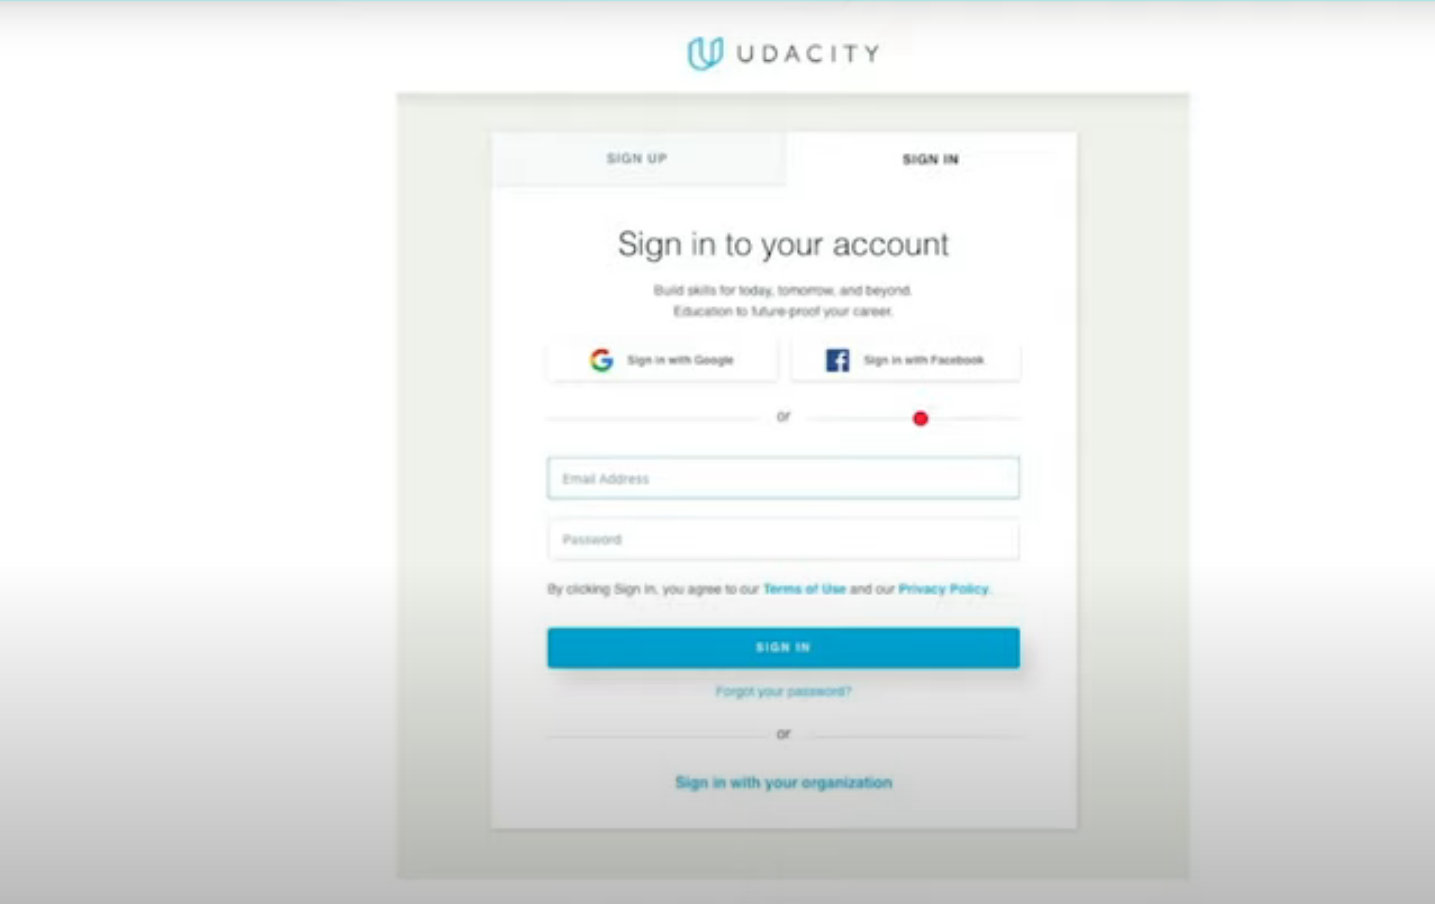 UDACITY
SIGN UP
SIGN IN
Sign in to your account
Build skills for today, tomorrow, and beyond.
Education to future-proof your career.
Sign in with Google
Sign in with Facebook
or
Email Address
Password
By clicking Sign In, you agree to our Terms of Use and our Privacy Policy.
SIGN IN
Forgot your password?
or
Sign in with your organization